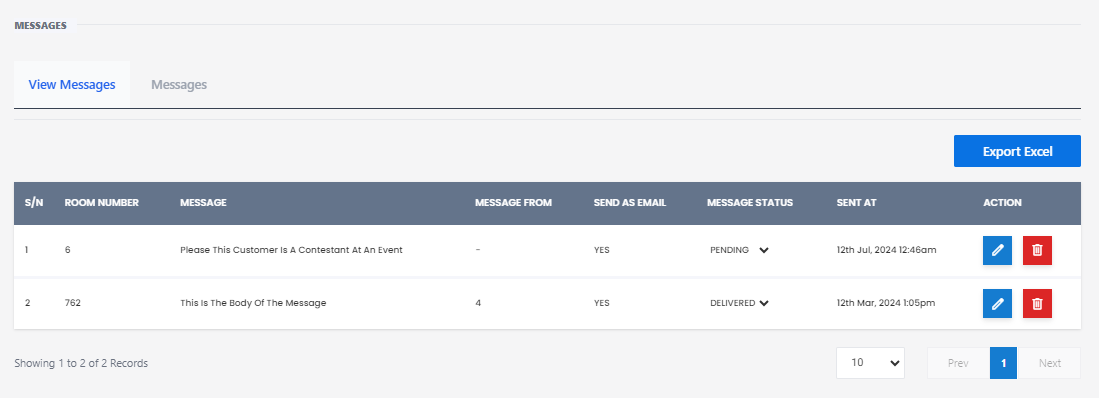 MESSAGES
View Messages Messages
Export Excel
S/N ROOM NUMBER MESSAGE MESSAGE FROM SEND AS EMAIL MESSAGE STATUS SENT AT ACTION
1 6 Please This Customer Is A Contestant At An Event - YES PENDING 12th Jul, 2024 12:46am
2 762 This Is The Body Of The Message 4 YES DELIVERED 12th Mar, 2024 1:05pm
Showing 1 to 2 of 2 Records 10 Prev 1 Next